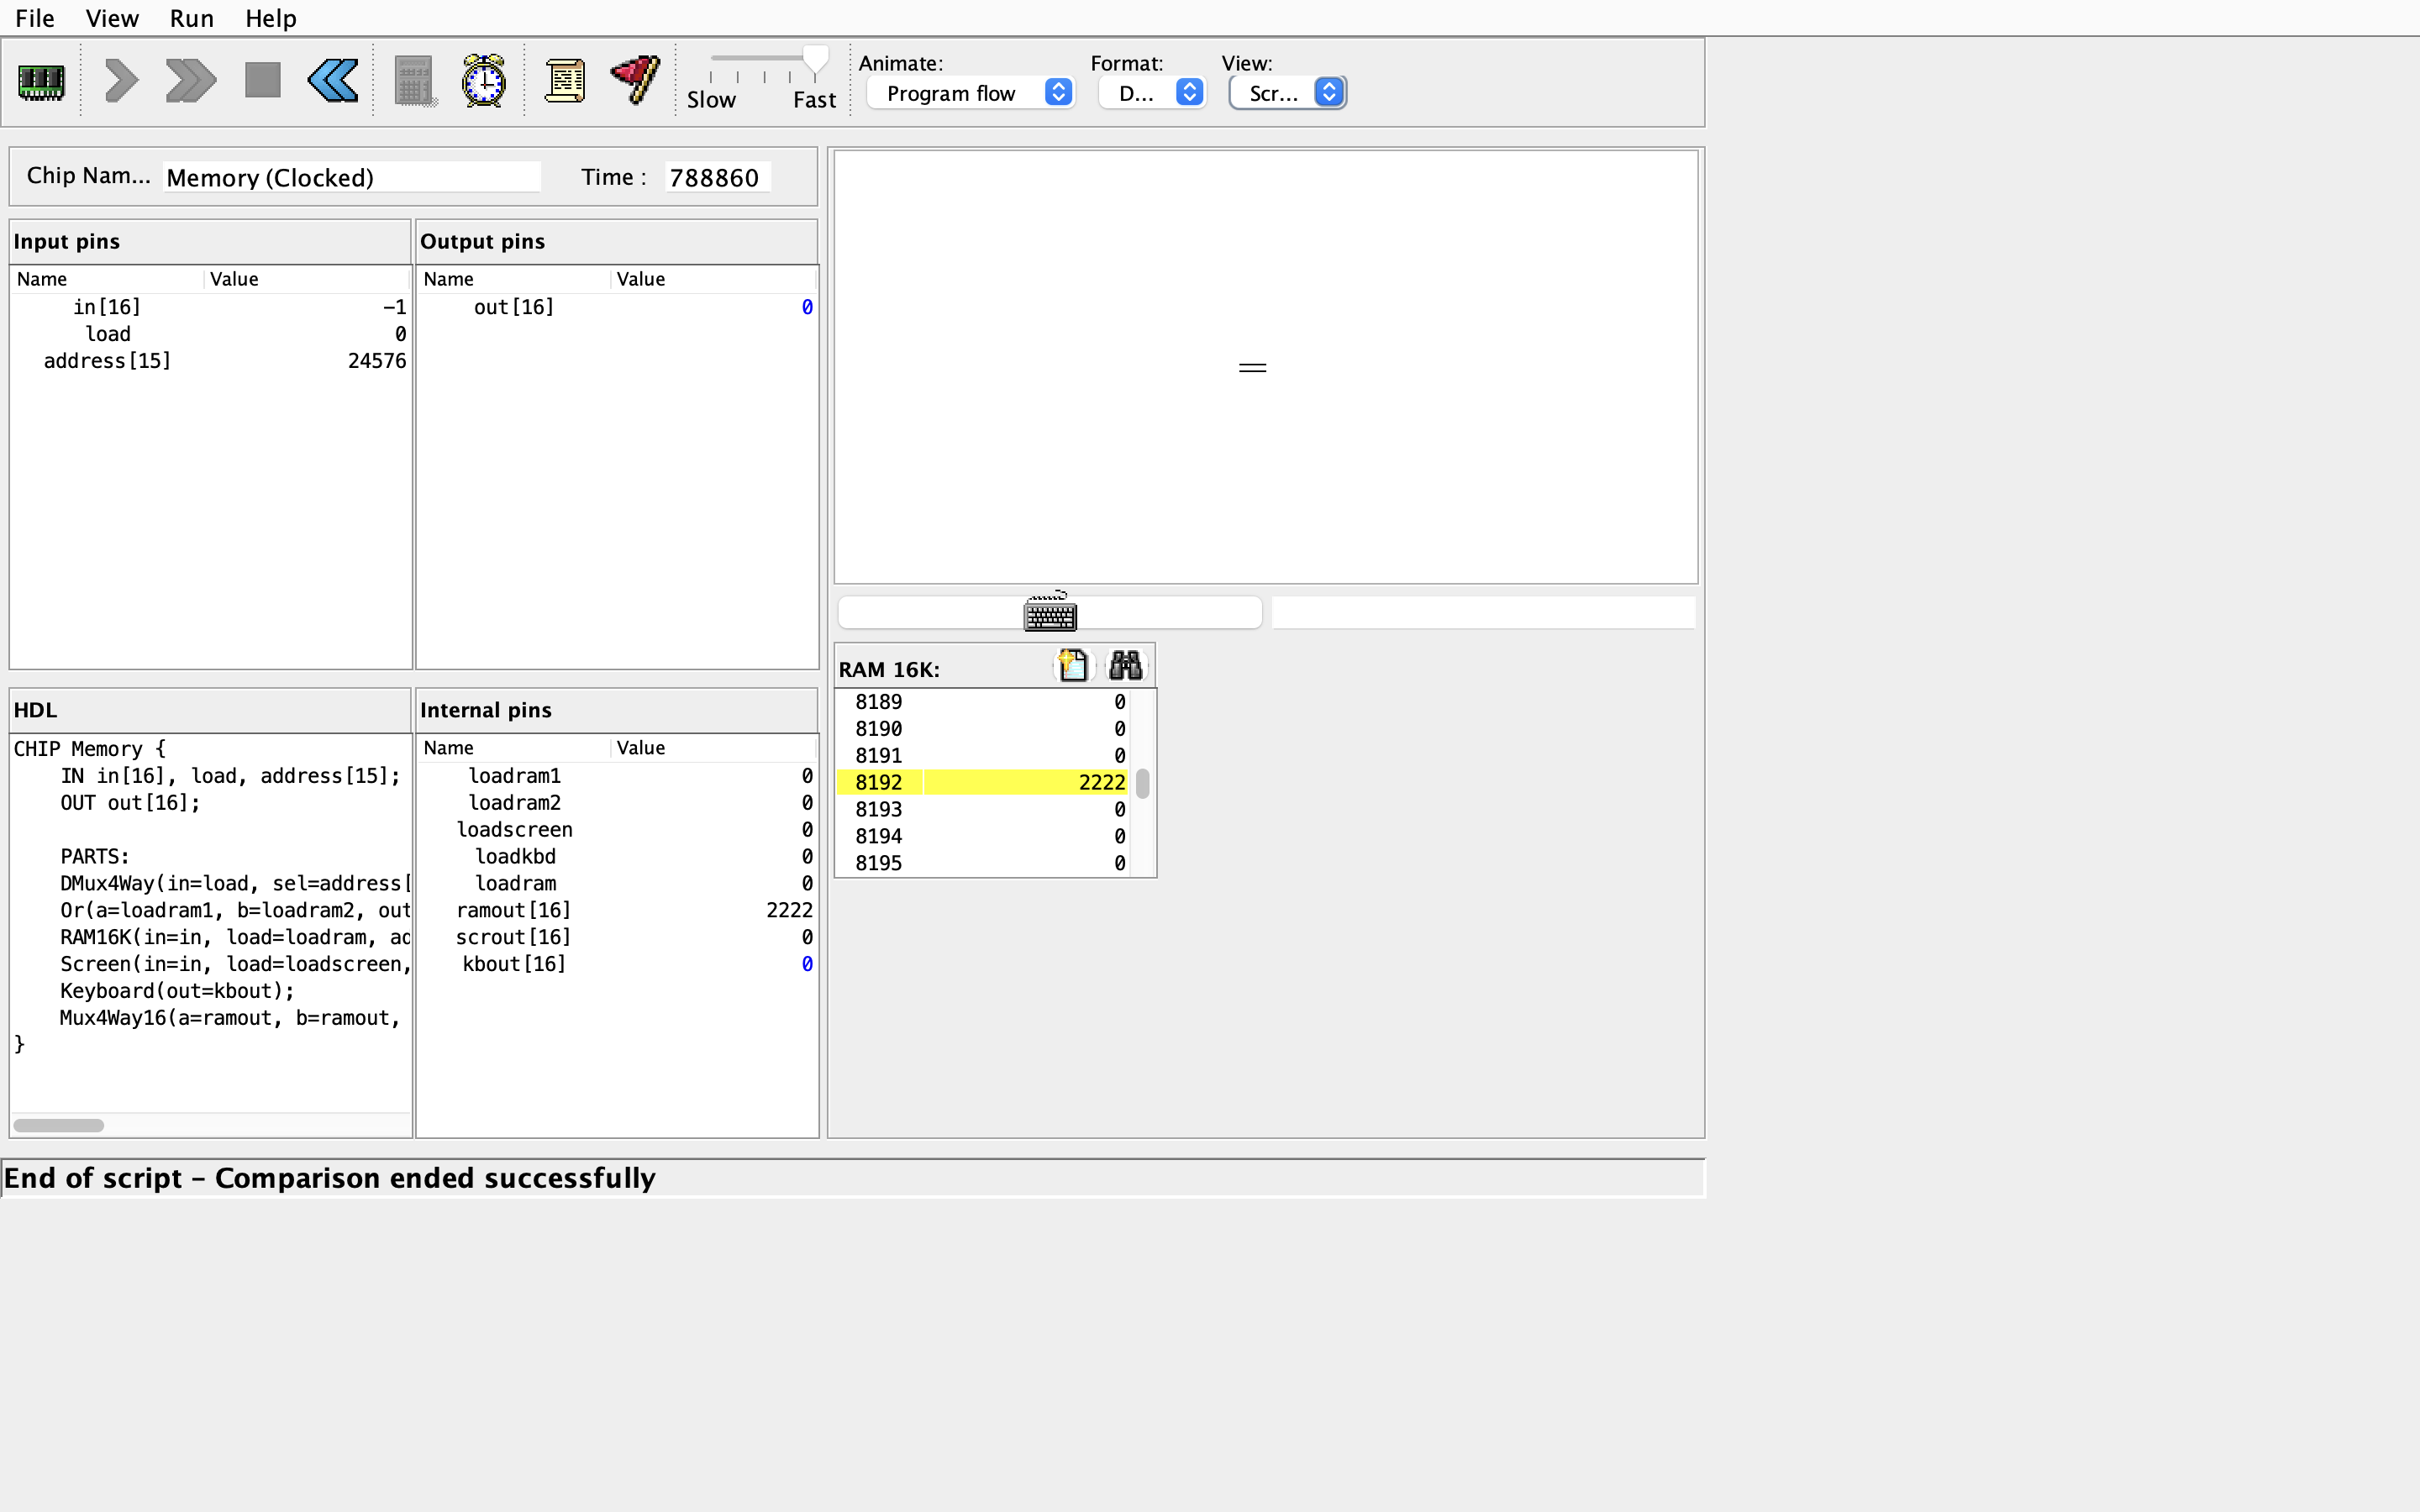 File View Run Help
Animate: Format: View:
Slow Fast Program flow D... Scr...
Chip Nam... Memory (Clocked) Time : 788860
Input pins
Name Value
in[16] -1
load 0
address[15] 24576
Output pins
Name Value
out[16] 0
HDL
CHIP Memory {
IN in[16], load, address[15];
OUT out[16];
PARTS:
DMux4Way(in=load, sel=address[
Or(a=loadram1, b=loadram2, out
RAM16K(in=in, load=loadram, ad
Screen(in=in, load=loadscreen,
Keyboard(out=kbout);
Mux4Way16(a=ramout, b=ramout,
}
Internal pins
Name Value
loadram1 0
loadram2 0
loadscreen 0
loadkbd 0
loadram 0
ramout[16] 2222
scrout[16] 0
kbout[16] 0
RAM 16K:
8189 0
8190 0
8191 0
8192 2222
8193 0
8194 0
8195 0
End of script – Comparison ended successfully